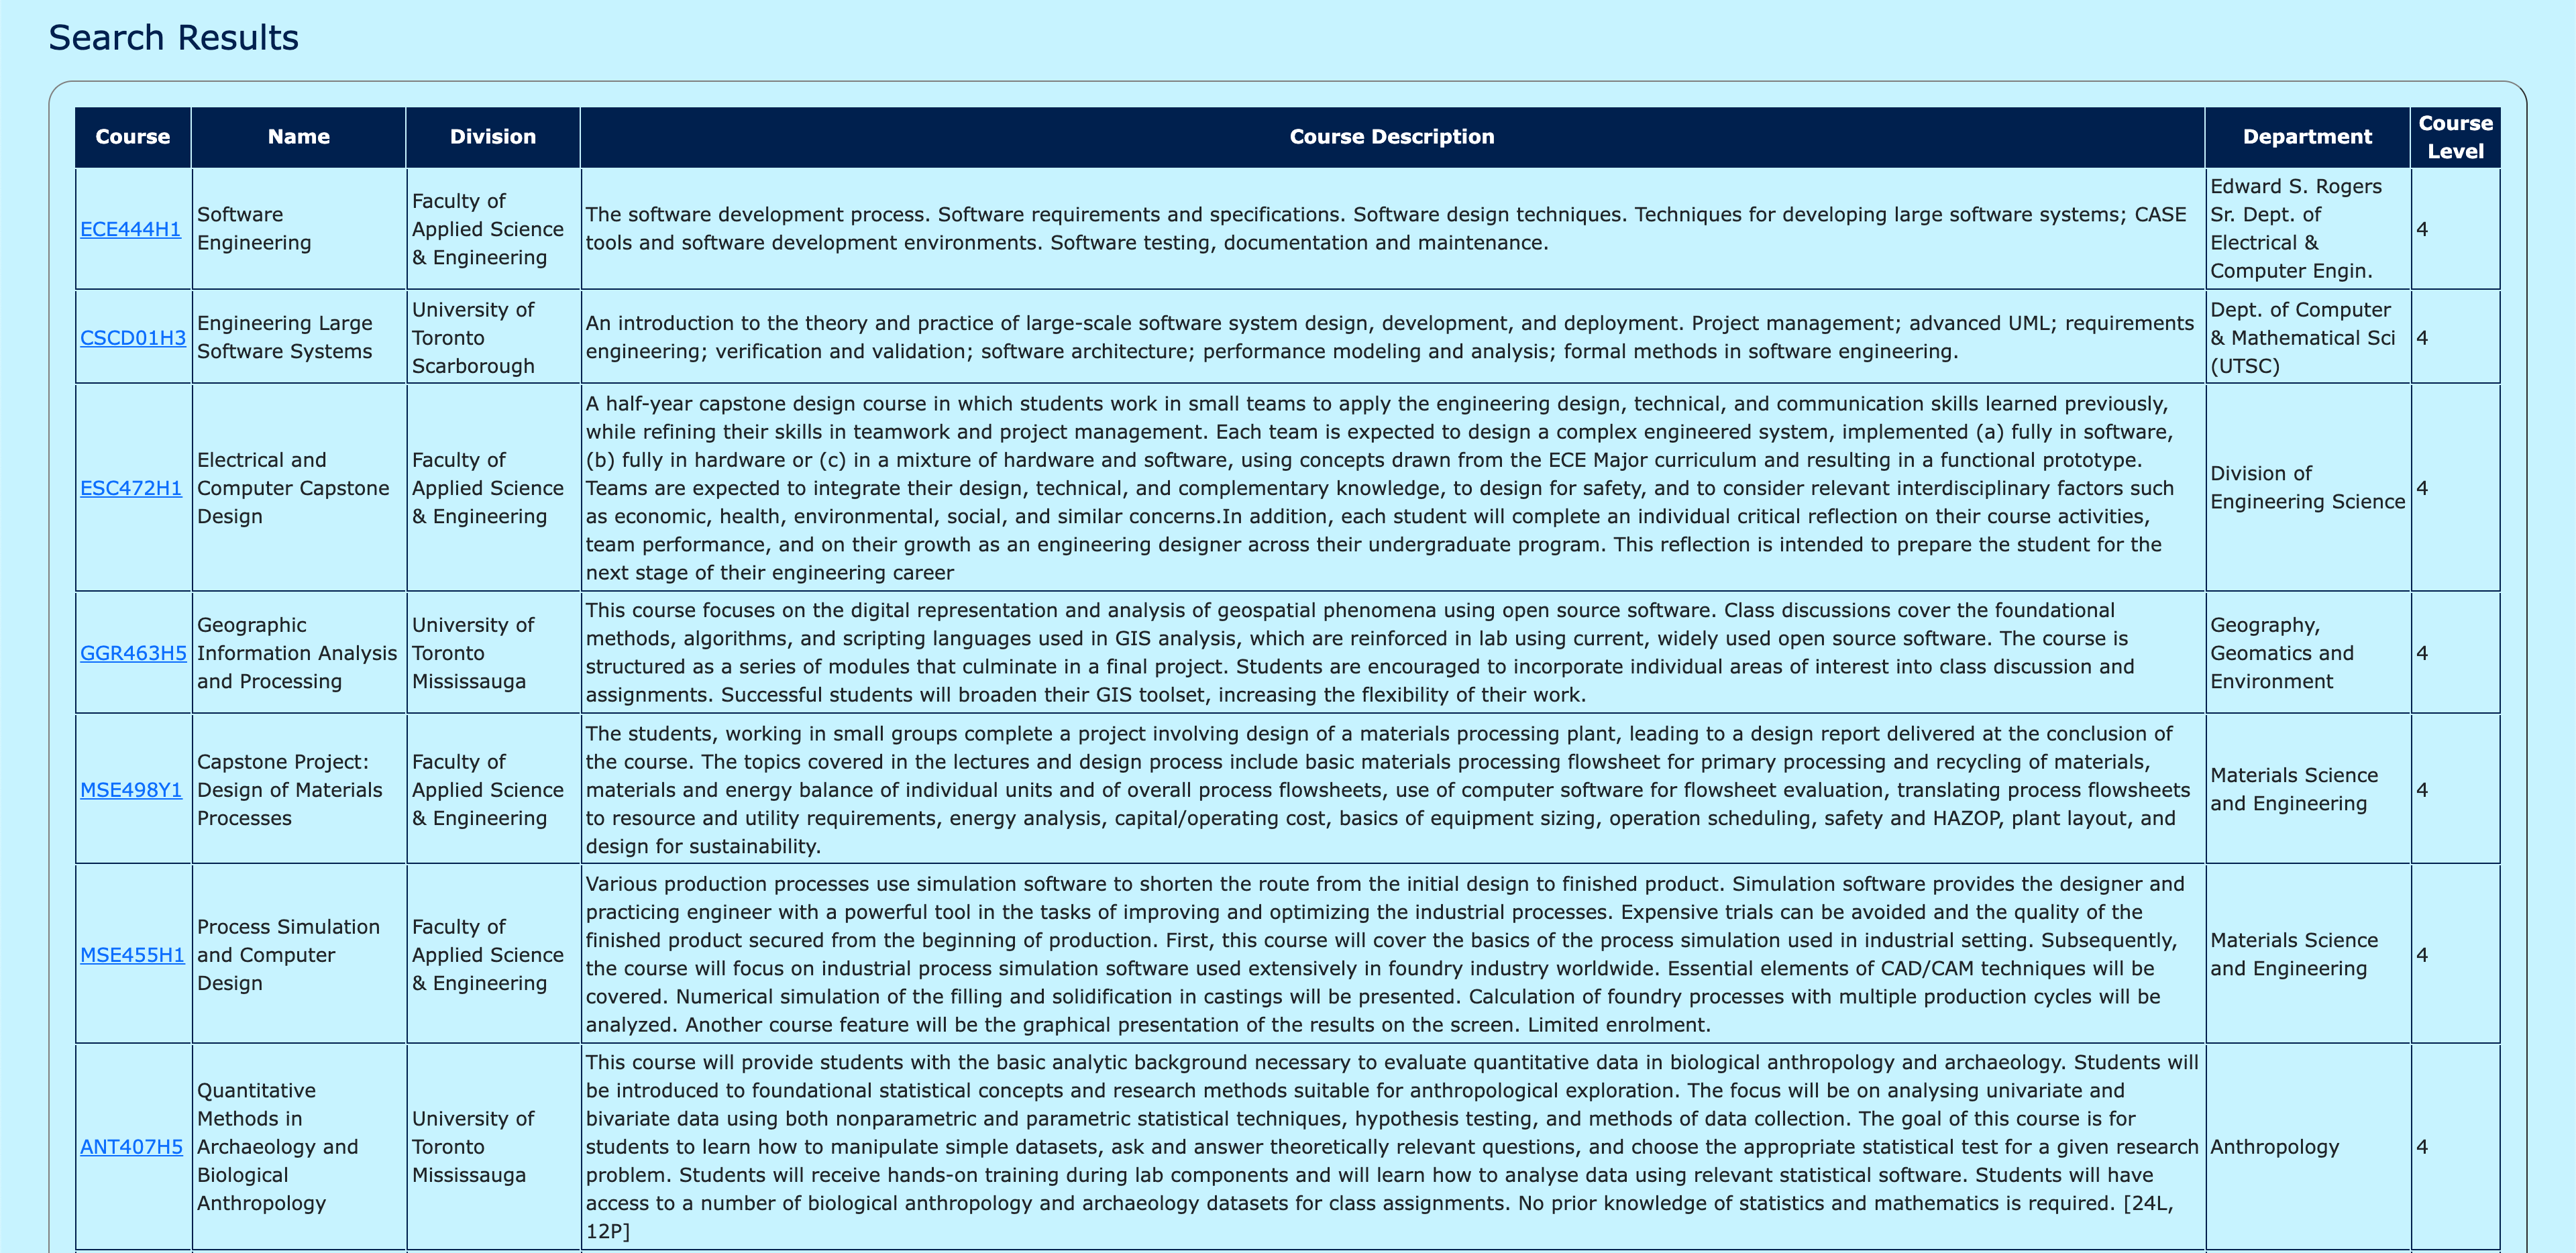 Search Results
Course
Name
Division
Course Description
Department
Course
Level
ECE444H1
Software
Engineering
Faculty of
Applied Science
& Engineering
The software development process. Software requirements and specifications. Software design techniques. Techniques for developing large software systems; CASE
tools and software development environments. Software testing, documentation and maintenance.
Edward S. Rogers
Sr. Dept. of
Electrical &
Computer Engin.
4
CSCD01H3
Engineering Large
Software Systems
University of
Toronto
Scarborough
An introduction to the theory and practice of large-scale software system design, development, and deployment. Project management; advanced UML; requirements
engineering; verification and validation; software architecture; performance modeling and analysis; formal methods in software engineering.
Dept. of Computer
& Mathematical Sci
(UTSC)
4
ESC472H1
Electrical and
Computer Capstone
Design
Faculty of
Applied Science
& Engineering
A half-year capstone design course in which students work in small teams to apply the engineering design, technical, and communication skills learned previously,
while refining their skills in teamwork and project management. Each team is expected to design a complex engineered system, implemented (a) fully in software,
(b) fully in hardware or (c) in a mixture of hardware and software, using concepts drawn from the ECE Major curriculum and resulting in a functional prototype.
Teams are expected to integrate their design, technical, and complementary knowledge, to design for safety, and to consider relevant interdisciplinary factors such
as economic, health, environmental, social, and similar concerns.In addition, each student will complete an individual critical reflection on their course activities,
team performance, and on their growth as an engineering designer across their undergraduate program. This reflection is intended to prepare the student for the
next stage of their engineering career
Division of
Engineering Science
4
GGR463H5
Geographic
Information Analysis
and Processing
University of
Toronto
Mississauga
This course focuses on the digital representation and analysis of geospatial phenomena using open source software. Class discussions cover the foundational
methods, algorithms, and scripting languages used in GIS analysis, which are reinforced in lab using current, widely used open source software. The course is
structured as a series of modules that culminate in a final project. Students are encouraged to incorporate individual areas of interest into class discussion and
assignments. Successful students will broaden their GIS toolset, increasing the flexibility of their work.
Geography,
Geomatics and
Environment
4
MSE498Y1
Capstone Project:
Design of Materials
Processes
Faculty of
Applied Science
& Engineering
The students, working in small groups complete a project involving design of a materials processing plant, leading to a design report delivered at the conclusion of
the course. The topics covered in the lectures and design process include basic materials processing flowsheet for primary processing and recycling of materials,
materials and energy balance of individual units and of overall process flowsheets, use of computer software for flowsheet evaluation, translating process flowsheets
to resource and utility requirements, energy analysis, capital/operating cost, basics of equipment sizing, operation scheduling, safety and HAZOP, plant layout, and
design for sustainability.
Materials Science
and Engineering
4
MSE455H1
Process Simulation
and Computer
Design
Faculty of
Applied Science
& Engineering
Various production processes use simulation software to shorten the route from the initial design to finished product. Simulation software provides the designer and
practicing engineer with a powerful tool in the tasks of improving and optimizing the industrial processes. Expensive trials can be avoided and the quality of the
finished product secured from the beginning of production. First, this course will cover the basics of the process simulation used in industrial setting. Subsequently,
the course will focus on industrial process simulation software used extensively in foundry industry worldwide. Essential elements of CAD/CAM techniques will be
covered. Numerical simulation of the filling and solidification in castings will be presented. Calculation of foundry processes with multiple production cycles will be
analyzed. Another course feature will be the graphical presentation of the results on the screen. Limited enrolment.
Materials Science
and Engineering
4
ANT407H5
Quantitative
Methods in
Archaeology and
Biological
Anthropology
University of
Toronto
Mississauga
This course will provide students with the basic analytic background necessary to evaluate quantitative data in biological anthropology and archaeology. Students will
be introduced to foundational statistical concepts and research methods suitable for anthropological exploration. The focus will be on analysing univariate and
bivariate data using both nonparametric and parametric statistical techniques, hypothesis testing, and methods of data collection. The goal of this course is for
students to learn how to manipulate simple datasets, ask and answer theoretically relevant questions, and choose the appropriate statistical test for a given research
problem. Students will receive hands-on training during lab components and will learn how to analyse data using relevant statistical software. Students will have
access to a number of biological anthropology and archaeology datasets for class assignments. No prior knowledge of statistics and mathematics is required. [24L,
12P]
Anthropology
4